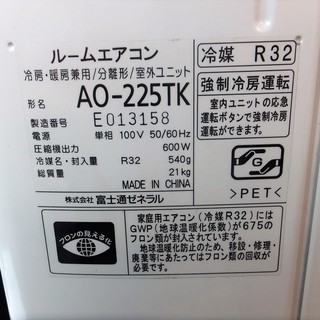 ルームエアコン
冷房・暖房兼用/分離形/室外ユニット
形名 AO-225TK
製造番号 E013158
電源 単相 100V 50/60Hz
圧縮機出力 600W
冷媒名・封入量 R32 540g
総質量 21kg
MADE IN CHINA
株式会社 富士通ゼネラル
冷媒 R32
強制冷房運転
室内ユニットの応急
運転ボタンで強制冷房
運転になります。
G
>PET<
フロンの見える化
家庭用エアコン(冷媒R32)には
GWP(地球温暖化係数)が675の
フロン類が封入されています。
地球温暖化防止のため、移設・修理・
廃棄等にあたってはフロン類の回収が
必要です。